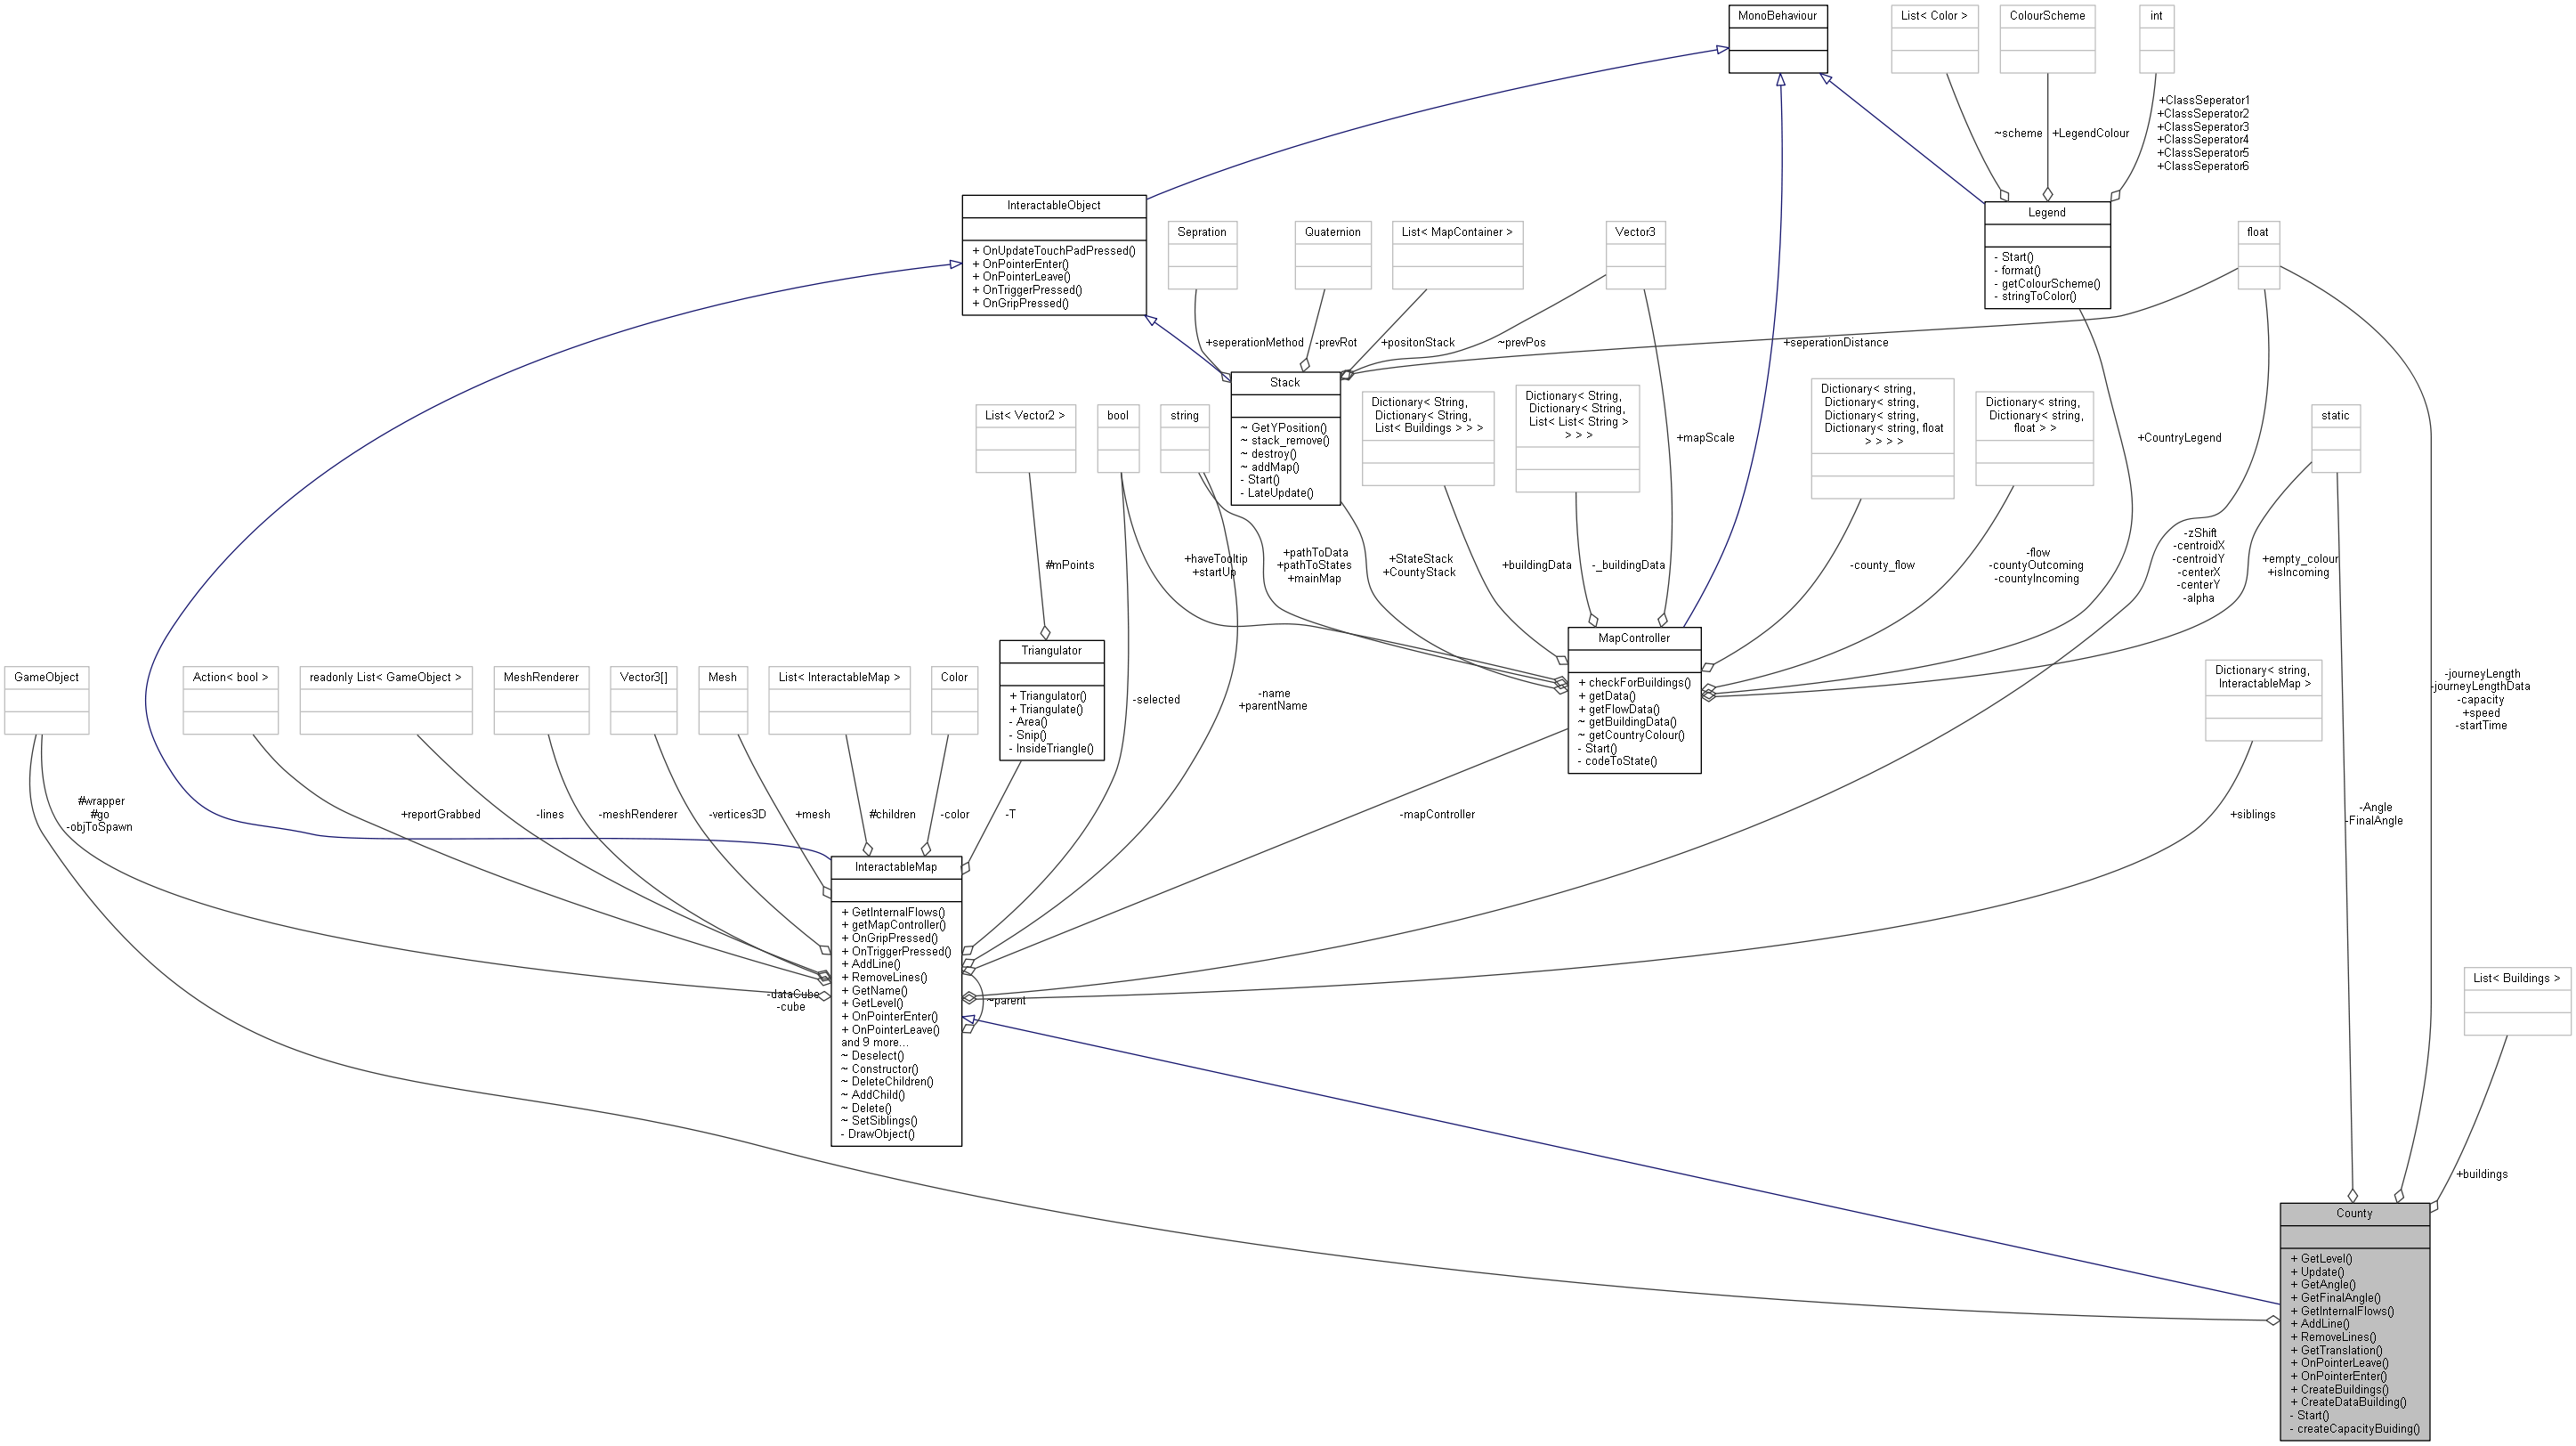 MonoBehaviour
List< Color >
ColourScheme
int
+ClassSeperator1
+ClassSeperator2
+ClassSeperator3
+ClassSeperator4
+ClassSeperator5
+ClassSeperator6
~scheme
+LegendColour
InteractableObject
+ OnUpdateTouchPadPressed()
+ OnPointerEnter()
+ OnPointerLeave()
+ OnTriggerPressed()
+ OnGripPressed()
Legend
- Start()
- format()
- getColourScheme()
- stringToColor()
Sepration
Quaternion
List< MapContainer >
Vector3
float
+seperationMethod
-prevRot
+positonStack
~prevPos
+seperationDistance
Stack
~ GetYPosition()
~ stack_remove()
~ destroy()
~ addMap()
- Start()
- LateUpdate()
List< Vector2 >
bool
string
Dictionary< String,
Dictionary< String,
List< Buildings > > >
Dictionary< String,
Dictionary< String,
List< List< String >
> > >
Dictionary< string,
Dictionary< string,
Dictionary< string,
Dictionary< string, float
> > > >
Dictionary< string,
Dictionary< string,
float > >
static
+mapScale
+CountryLegend
#mPoints
+haveTooltip
+startUp
+pathToData
+pathToStates
+mainMap
+StateStack
+CountyStack
+buildingData
-_buildingData
-county_flow
-flow
-countyOutcoming
-countyIncoming
-zShift
-centroidX
-centroidY
-centerX
-centerY
-alpha
+empty_colour
+isIncoming
Triangulator
+ Triangulator()
+ Triangulate()
- Area()
- Snip()
- InsideTriangle()
MapController
+ checkForBuildings()
+ getData()
+ getFlowData()
~ getBuildingData()
~ getCountryColour()
- Start()
- codeToState()
GameObject
Action< bool >
readonly List< GameObject >
MeshRenderer
Vector3[]
Mesh
List< InteractableMap >
Color
-selected
-name
+parentName
Dictionary< string,
InteractableMap >
-journeyLength
-journeyLengthData
-capacity
+speed
-startTime
#wrapper
#go
-objToSpawn
+reportGrabbed
-lines
-meshRenderer
-vertices3D
+mesh
#children
-color
-T
-mapController
+siblings
-Angle
-FinalAngle
InteractableMap
+ GetInternalFlows()
+ getMapController()
+ OnGripPressed()
+ OnTriggerPressed()
+ AddLine()
+ RemoveLines()
+ GetName()
+ GetLevel()
+ OnPointerEnter()
+ OnPointerLeave()
and 9 more...
~ Deselect()
~ Constructor()
~ DeleteChildren()
~ AddChild()
~ Delete()
~ SetSiblings()
- DrawObject()
-dataCube
-cube
~parent
List< Buildings >
+buildings
County
+ GetLevel()
+ Update()
+ GetAngle()
+ GetFinalAngle()
+ GetInternalFlows()
+ AddLine()
+ RemoveLines()
+ GetTranslation()
+ OnPointerLeave()
+ OnPointerEnter()
+ CreateBuildings()
+ CreateDataBuilding()
- Start()
- createCapacityBuiding()